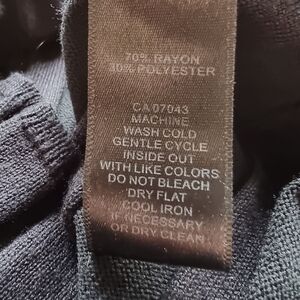 70% RAYON
30% POLYESTER
CA 07043
MACHINE
WASH COLD
GENTLE CYCLE
INSIDE OUT
WITH LIKE COLORS
DO NOT BLEACH
DRY FLAT
COOL IRON
IF NECESSARY
OR DRY CLEAN